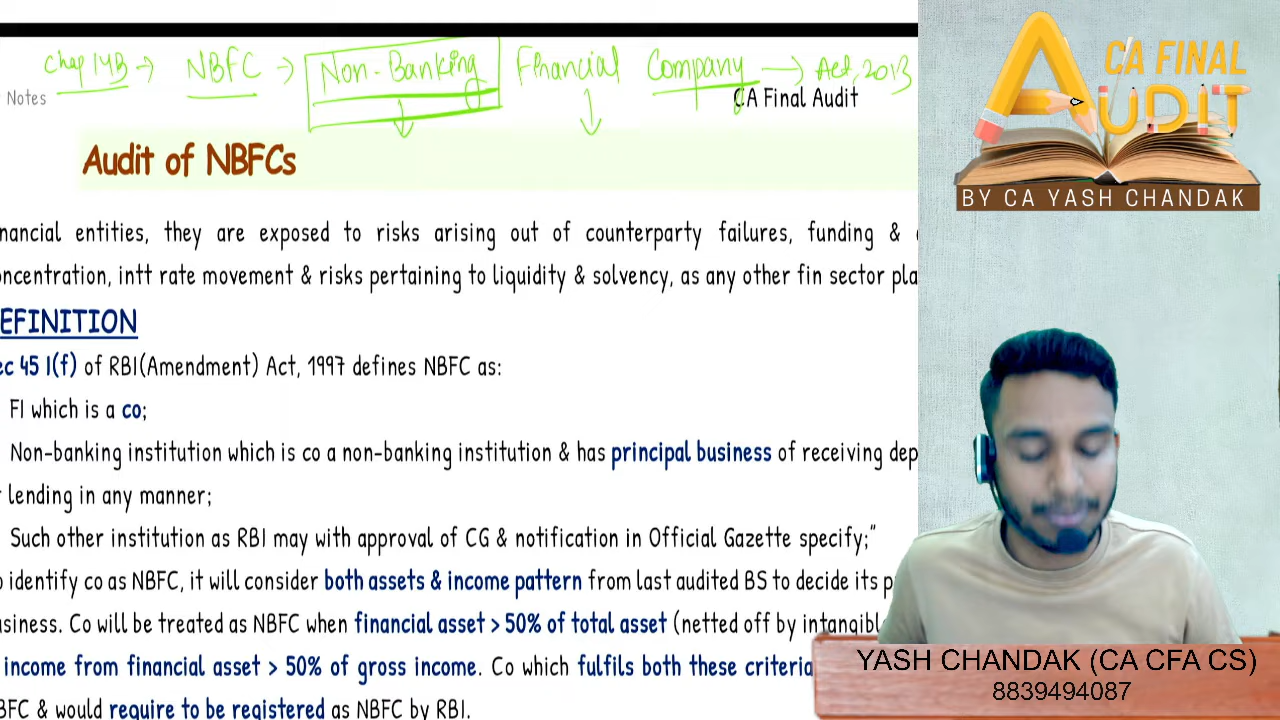 Chap 14B → NBFC → Non-Banking Financial Company → Act, 2013
Notes
CA Final Audit
Audit of NBFCs
nancial entities, they are exposed to risks arising out of counterparty failures, funding &
oncentration, intt rate movement & risks pertaining to liquidity & solvency, as any other fin sector pla
EFINITION
ec 45 I(f) of RBI(Amendment) Act, 1997 defines NBFC as:
FI which is a co;
Non-banking institution which is co a non-banking institution & has principal business of receiving dep
r lending in any manner;
Such other institution as RBI may with approval of CG & notification in Official Gazette specify;”
o identify co as NBFC, it will consider both assets & income pattern from last audited BS to decide its p
usiness. Co will be treated as NBFC when financial asset > 50% of total asset (netted off by intangible
income from financial asset > 50% of gross income. Co which fulfils both these criteria
BFC & would require to be registered as NBFC by RBI.
CA FINAL
AUDIT
BY CA YASH CHANDAK
YASH CHANDAK (CA CFA CS)
8839494087